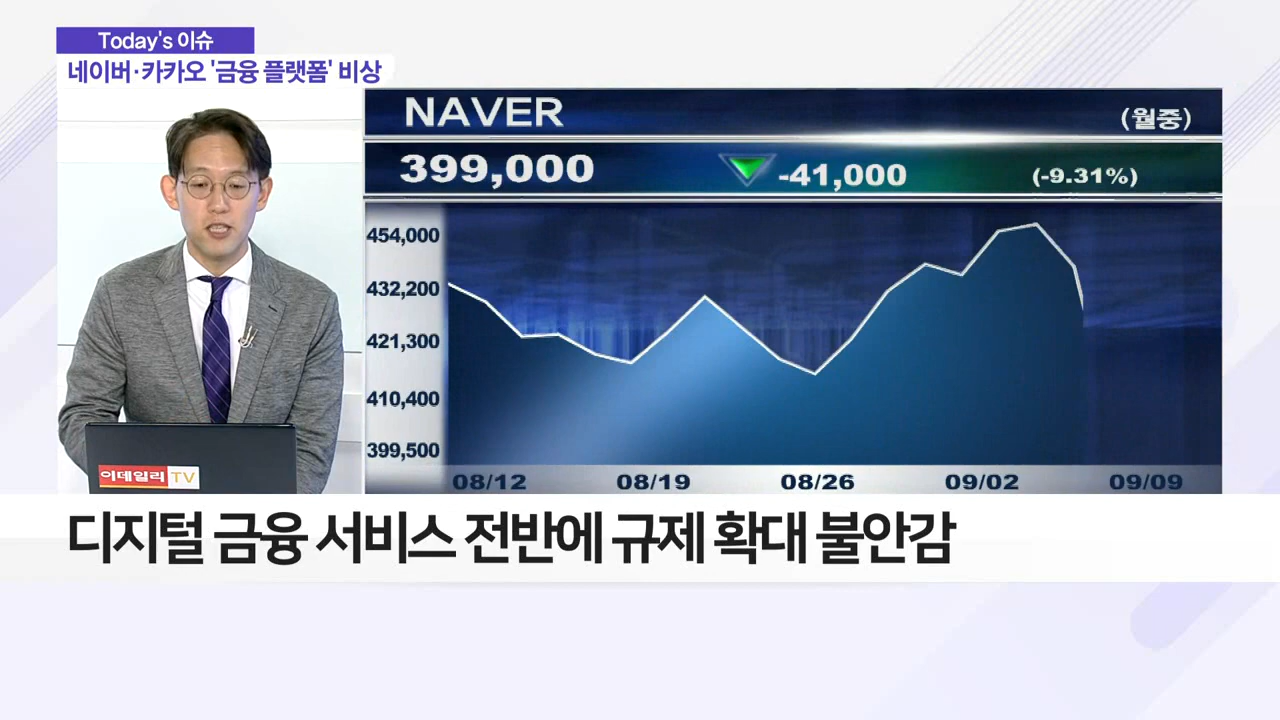 Today's 이슈
네이버·카카오 '금융 플랫폼' 비상
NAVER (월중)
399,000 -41,000 (-9.31%)
454,000
432,200
421,300
410,400
399,500
08/12 08/19 08/26 09/02 09/09
이데일리TV
디지털 금융 서비스 전반에 규제 확대 불안감